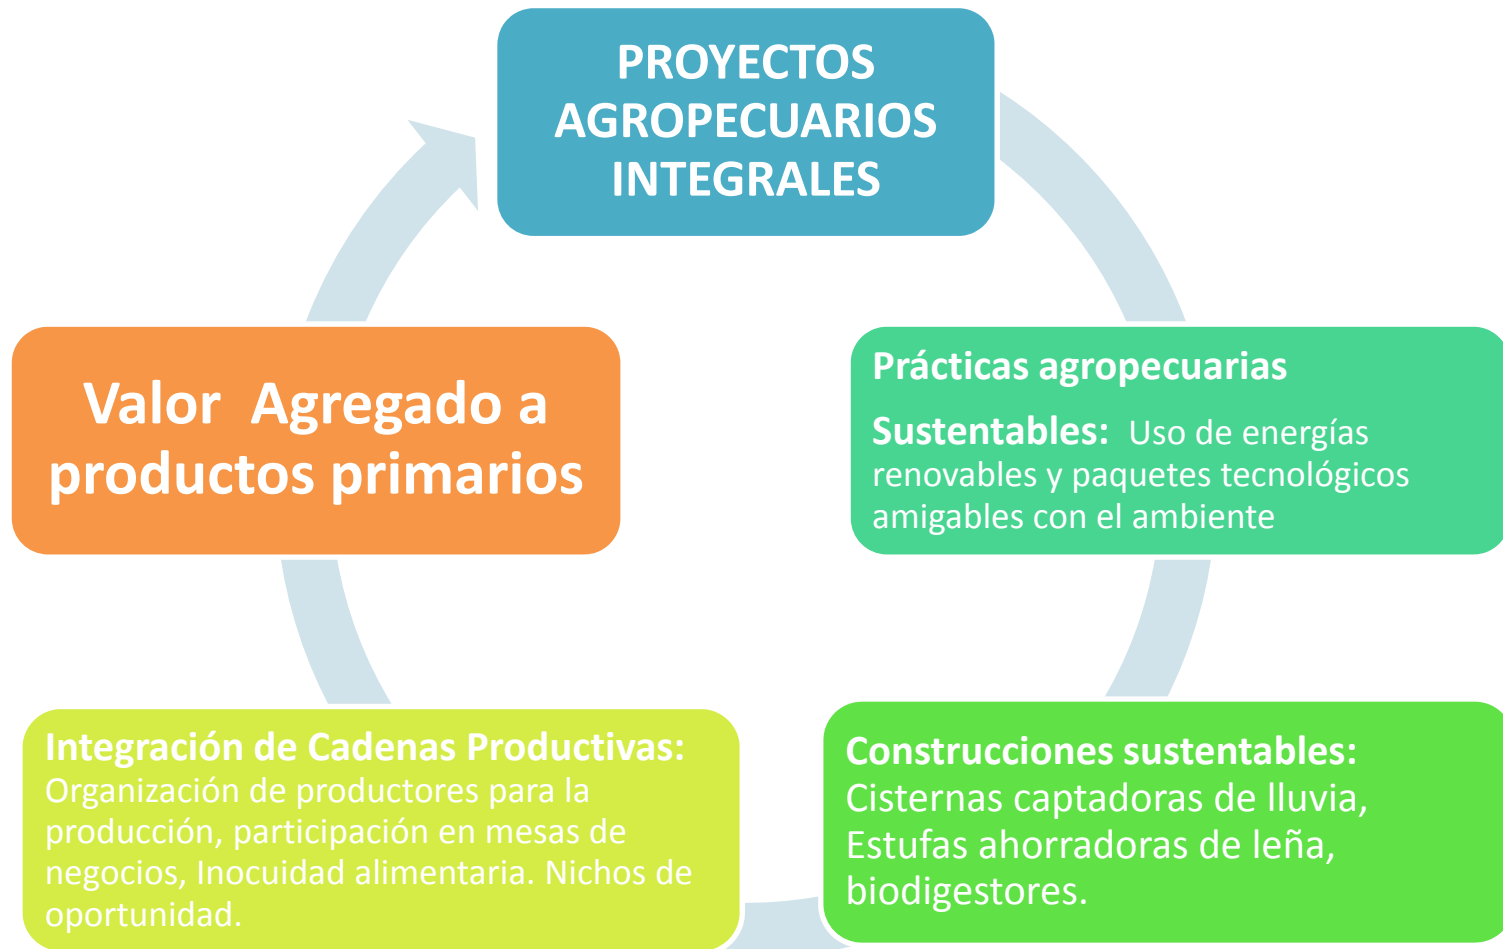 PROYECTOS
AGROPECUARIOS
INTEGRALES
Prácticas agropecuarias
Sustentables: Uso de energías
renovables y paquetes tecnológicos
amigables con el ambiente
Construcciones sustentables:
Cisternas captadoras de lluvia,
Estufas ahorradoras de leña,
biodigestores.
Integración de Cadenas Productivas:
Organización de productores para la
producción, participación en mesas de
negocios, Inocuidad alimentaria. Nichos de
oportunidad.
Valor Agregado a
productos primarios